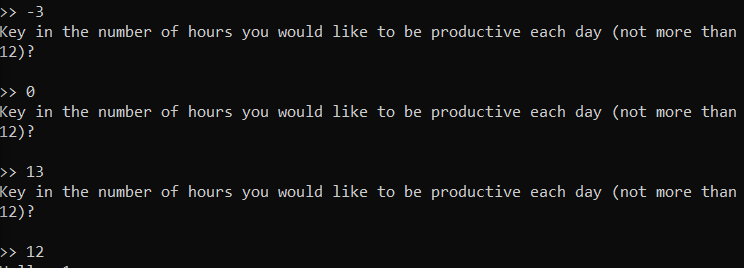 >> -3
Key in the number of hours you would like to be productive each day (not more than
12)?
>> 0
Key in the number of hours you would like to be productive each day (not more than
12)?
>> 13
Key in the number of hours you would like to be productive each day (not more than
12)?
>> 12